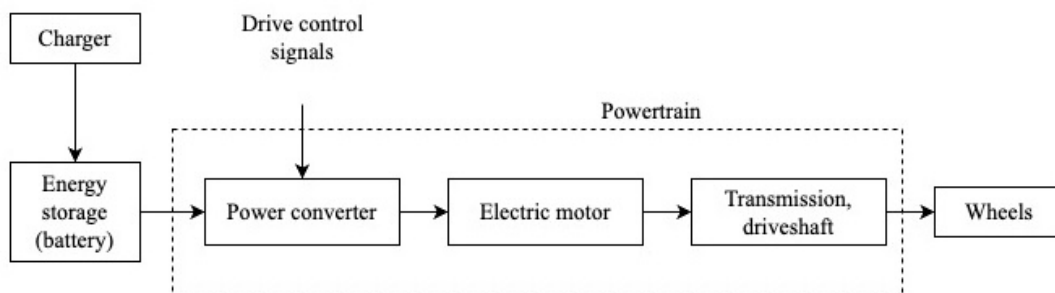 Charger
Drive control
signals
Powertrain
Energy
storage
(battery)
Power converter
Electric motor
Transmission,
driveshaft
Wheels